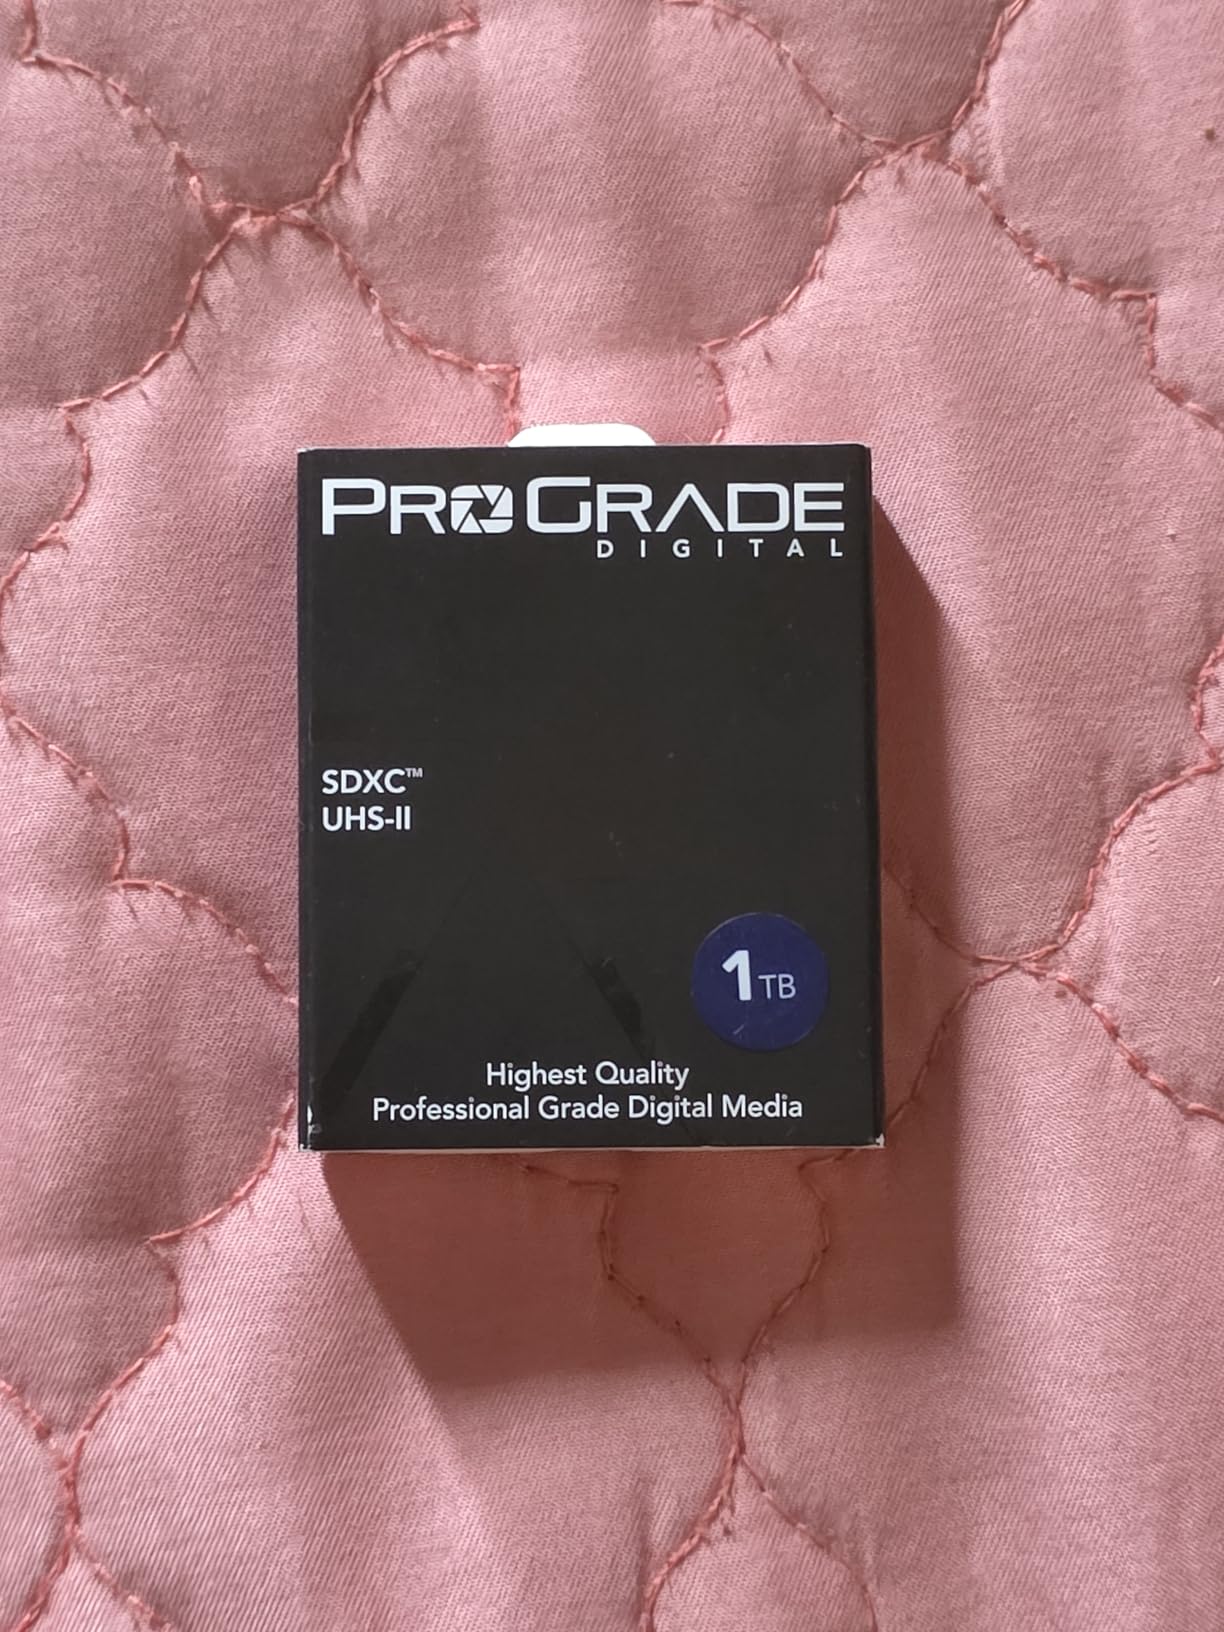 PROGRADE
DIGITAL
SDXC™
UHS-II
1TB
Highest Quality
Professional Grade Digital Media